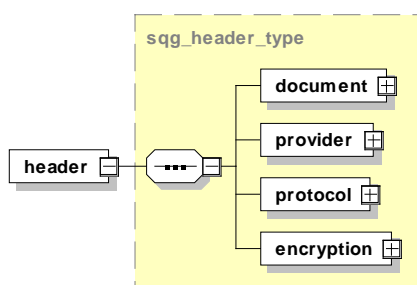 sqg_header_type
document
provider
header
protocol
encryption